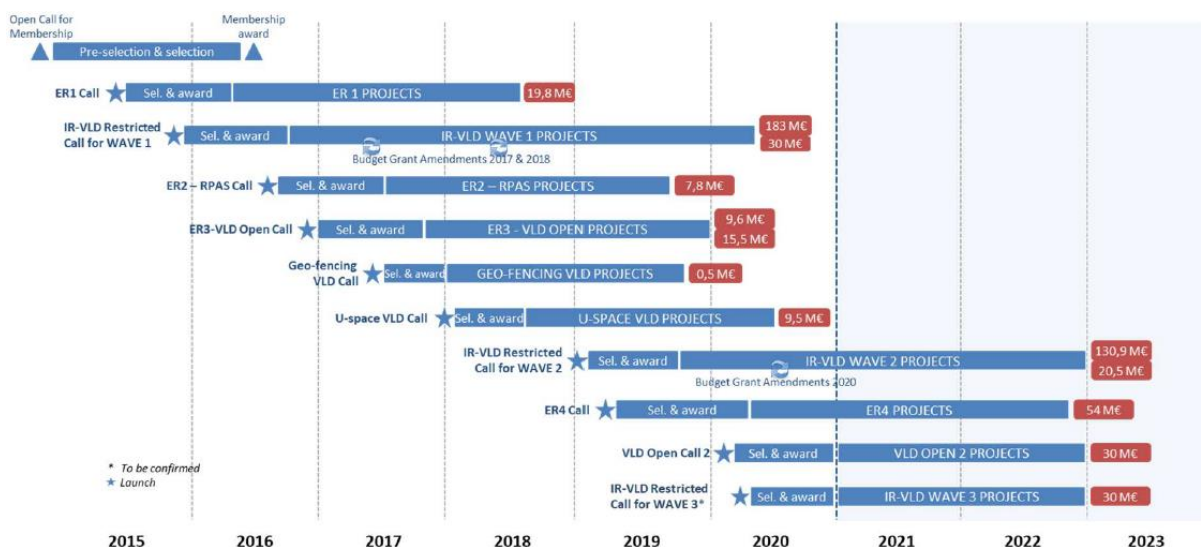 Open Call for
Membership
Membership
award
Pre-selection & selection
ER1 Call
Sel. & award
ER 1 PROJECTS
19,8 M€
IR-VLD Restricted
Call for WAVE 1
Sel. & award
IR-VLD WAVE 1 PROJECTS
183 M€
30 M€
Budget Grant Amendments 2017 & 2018
ER2 – RPAS Call
Sel. & award
ER2 – RPAS PROJECTS
7,8 M€
ER3-VLD Open Call
Sel. & award
ER3 - VLD OPEN PROJECTS
9,6 M€
15,5 M€
Geo-fencing
VLD Call
Sel. & award
GEO-FENCING VLD PROJECTS
0,5 M€
U-space VLD Call
Sel. & award
U-SPACE VLD PROJECTS
9,5 M€
IR-VLD Restricted
Call for WAVE 2
Sel. & award
IR-VLD WAVE 2 PROJECTS
130,9 M€
20,5 M€
Budget Grant Amendments 2020
ER4 Call
Sel. & award
ER4 PROJECTS
54 M€
VLD Open Call 2
Sel. & award
VLD OPEN 2 PROJECTS
30 M€
IR-VLD Restricted
Call for WAVE 3*
Sel. & award
IR-VLD WAVE 3 PROJECTS
30 M€
* To be confirmed
★ Launch
2015 2016 2017 2018 2019 2020 2021 2022 2023